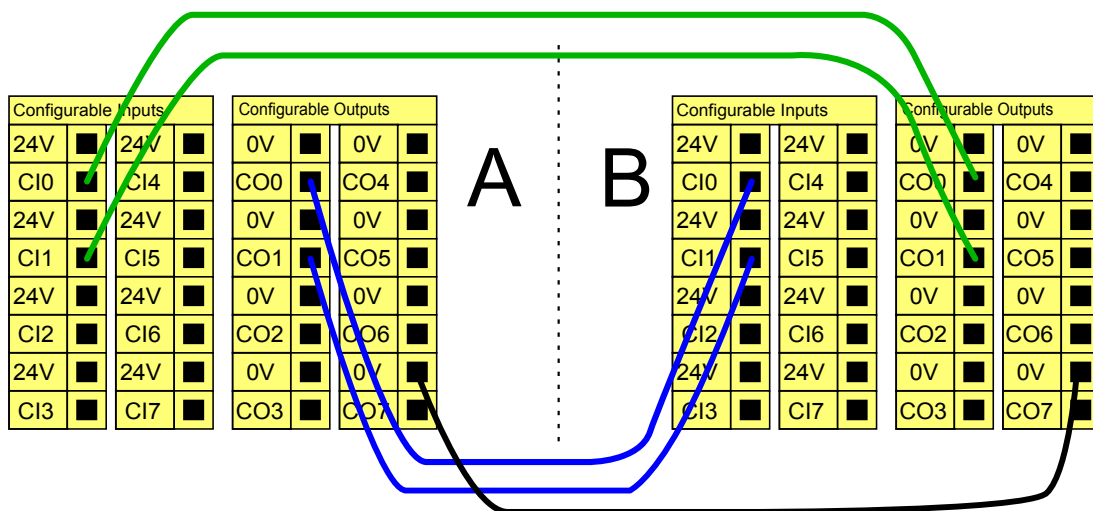 Configurable Inputs
24V 24V
CI0 CI4
24V 24V
CI1 CI5
24V 24V
CI2 CI6
24V 24V
CI3 CI7
Configurable Outputs
0V 0V
CO0 CO4
0V 0V
CO1 CO5
0V 0V
CO2 CO6
0V 0V
CO3 CO7
A
B
Configurable Inputs
24V 24V
CI0 CI4
24V 24V
CI1 CI5
24V 24V
CI2 CI6
24V 24V
CI3 CI7
Configurable Outputs
0V 0V
CO0 CO4
0V 0V
CO1 CO5
0V 0V
CO2 CO6
0V 0V
CO3 CO7